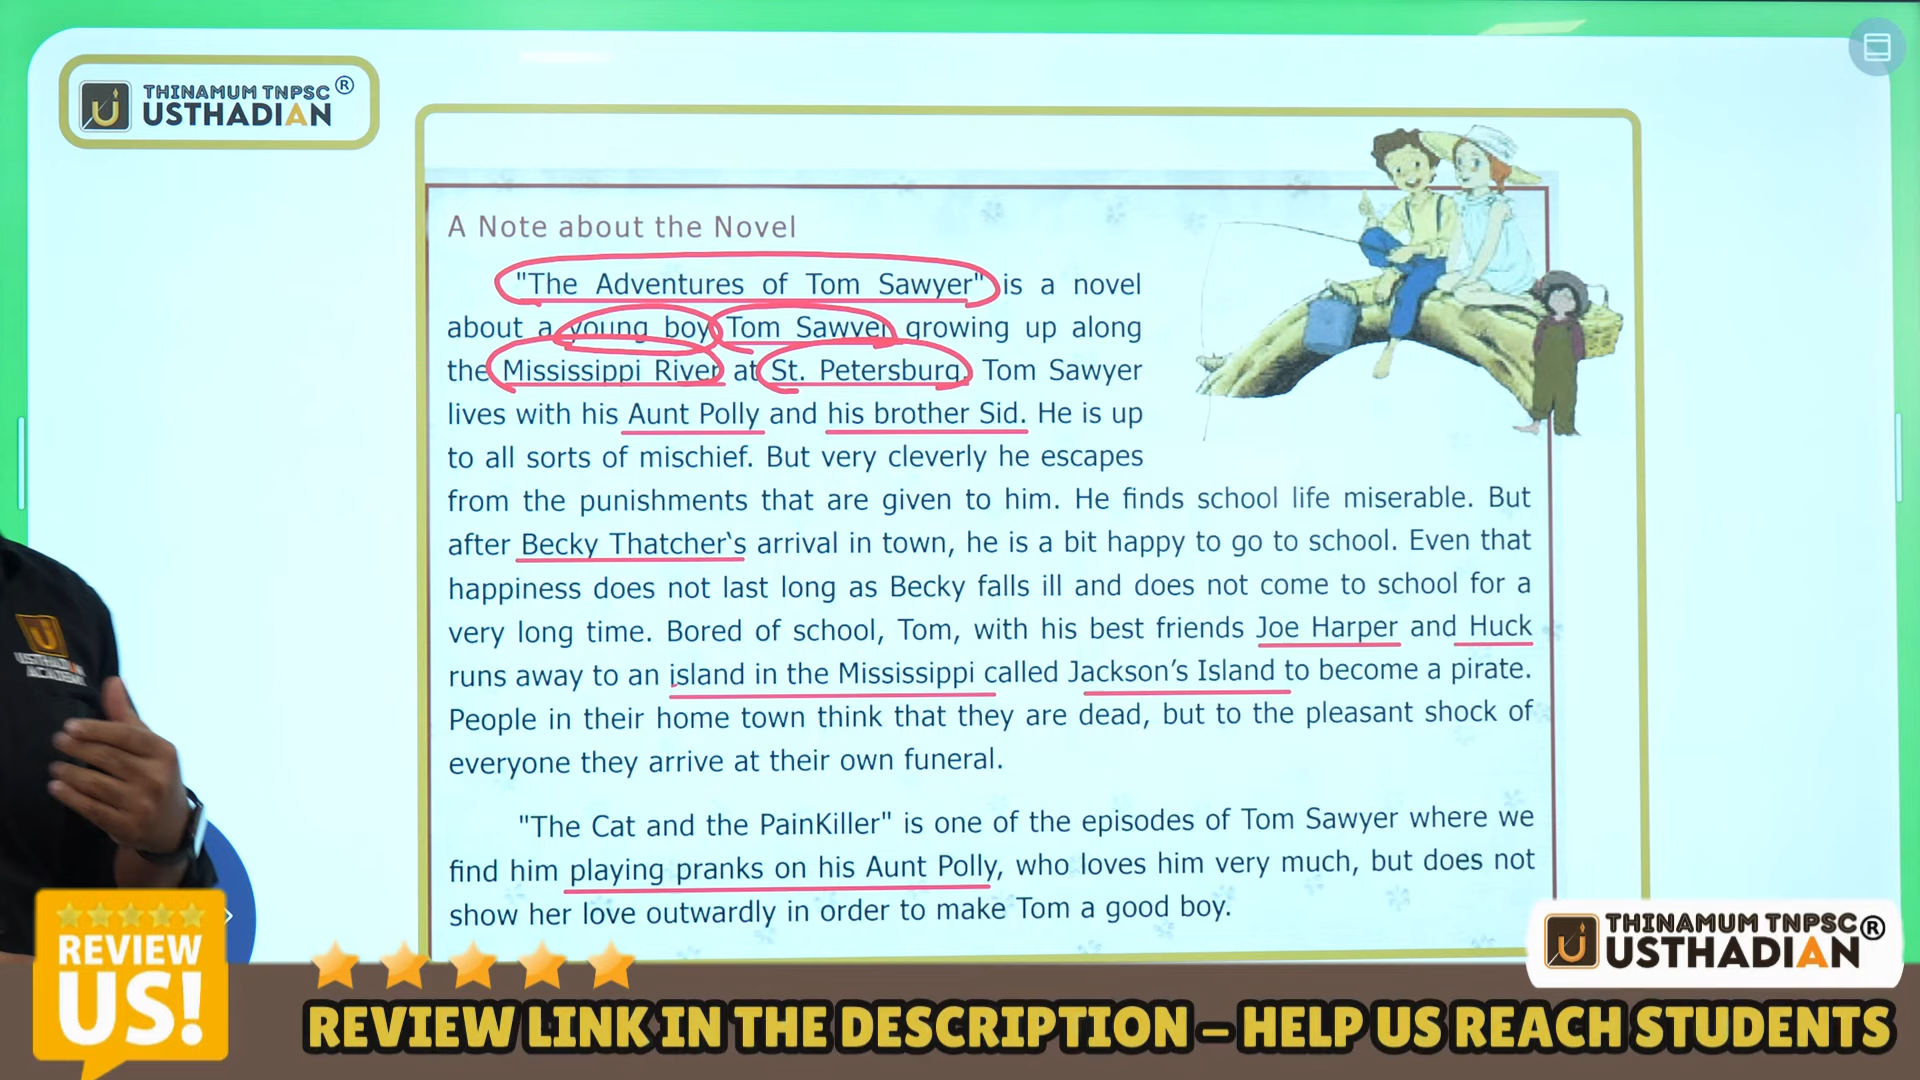 THINAMUM TNPSC ®
USTHADIAN
A Note about the Novel
"The Adventures of Tom Sawyer" is a novel
about a young boy Tom Sawyer growing up along
the Mississippi River at St. Petersburg. Tom Sawyer
lives with his Aunt Polly and his brother Sid. He is up
to all sorts of mischief. But very cleverly he escapes
from the punishments that are given to him. He finds school life miserable. But
after Becky Thatcher‘s arrival in town, he is a bit happy to go to school. Even that
happiness does not last long as Becky falls ill and does not come to school for a
very long time. Bored of school, Tom, with his best friends Joe Harper and Huck
runs away to an island in the Mississippi called Jackson’s Island to become a pirate.
People in their home town think that they are dead, but to the pleasant shock of
everyone they arrive at their own funeral.
"The Cat and the PainKiller" is one of the episodes of Tom Sawyer where we
find him playing pranks on his Aunt Polly, who loves him very much, but does not
show her love outwardly in order to make Tom a good boy.
USTHADIAN
ACADEMY
REVIEW
US!
THINAMUM TNPSC ®
USTHADIAN
REVIEW LINK IN THE DESCRIPTION – HELP US REACH STUDENTS